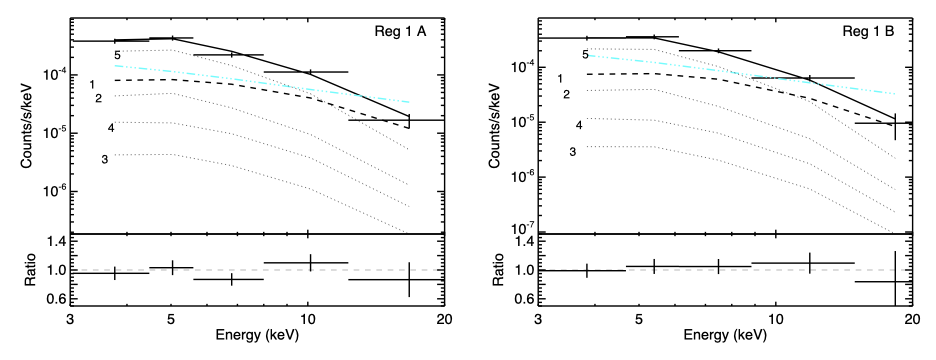 Reg 1 A
Counts/s/keV
10^-4
10^-5
10^-6
5
1
2
4
3
Ratio
1.4
1.0
0.6
3 5 10 20
Energy (keV)
Reg 1 B
Counts/s/keV
10^-4
10^-5
10^-6
10^-7
5
1
2
4
3
Ratio
1.4
1.0
0.6
3 5 10 20
Energy (keV)